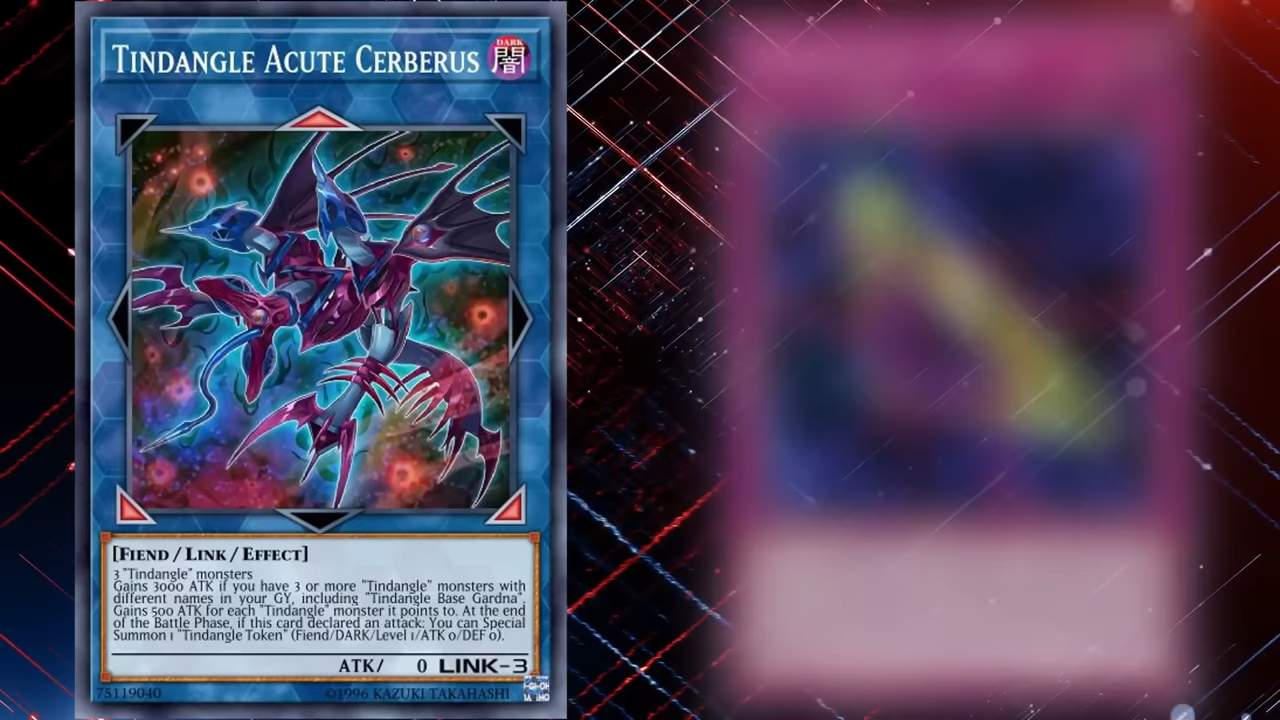 TINDANGLE ACUTE CERBERUS
DARK
闇
[FIEND / LINK / EFFECT]
3 "Tindangle" monsters
Gains 3000 ATK if you have 3 or more "Tindangle" monsters with
different names in your GY, including "Tindangle Base Gardna".
Gains 500 ATK for each "Tindangle" monster it points to. At the end
of the Battle Phase, if this card declared an attack: You can Special
Summon 1 "Tindangle Token" (Fiend/DARK/Level 1/ATK 0/DEF 0).
ATK/ 0 LINK-3
75119040 ©1996 KAZUKI TAKAHASHI